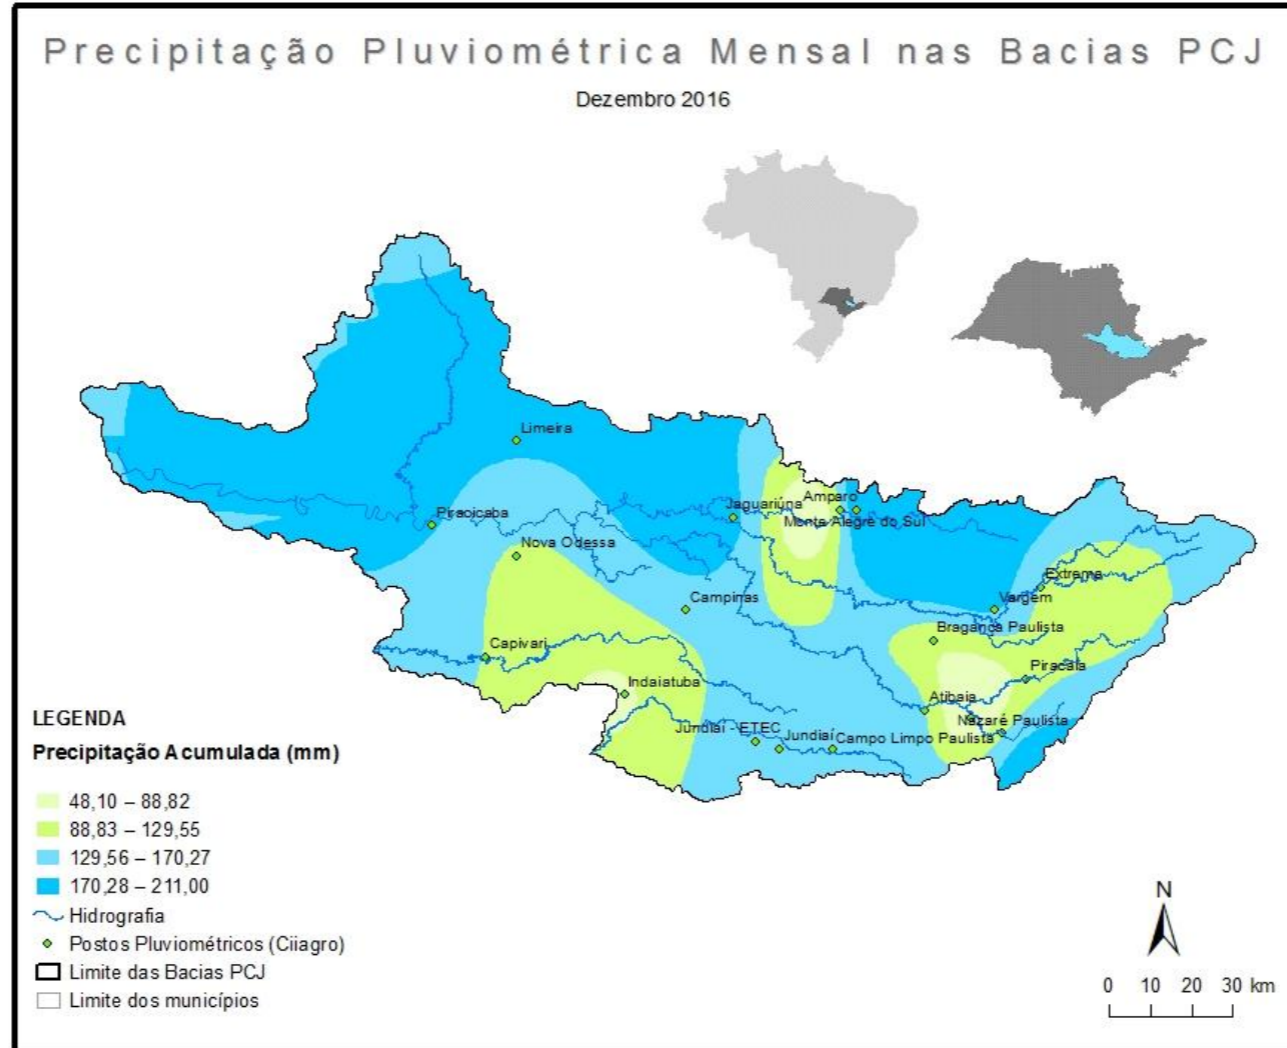 Precipitação Pluviométrica Mensal nas Bacias PCJ
Dezembro 2016
Limeira
Piracicaba
Jaguariúna
Amparo
Monte Alegre do Sul
Nova Odessa
Extrema
Campinas
Vargem
Bragança Paulista
Capivari
Piracaia
Indaiatuba
Atibaia
Nazaré Paulista
Jundiaí - ETEC
Jundiaí
Campo Limpo Paulista
LEGENDA
Precipitação Acumulada (mm)
48,10 – 88,82
88,83 – 129,55
129,56 – 170,27
170,28 – 211,00
Hidrografia
Postos Pluviométricos (Ciiagro)
Limite das Bacias PCJ
Limite dos municípios
N
0 10 20 30 km